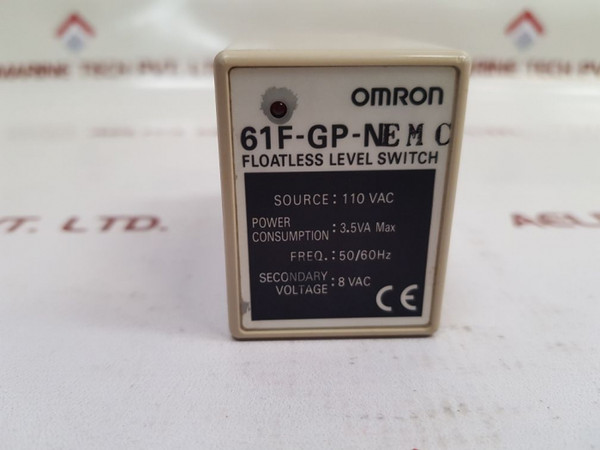 OMRON
61F-GP-NEMC
FLOATLESS LEVEL SWITCH
SOURCE: 110 VAC
POWER CONSUMPTION: 3.5VA Max
FREQ.: 50/60Hz
SECONDARY VOLTAGE: 8 VAC
CE